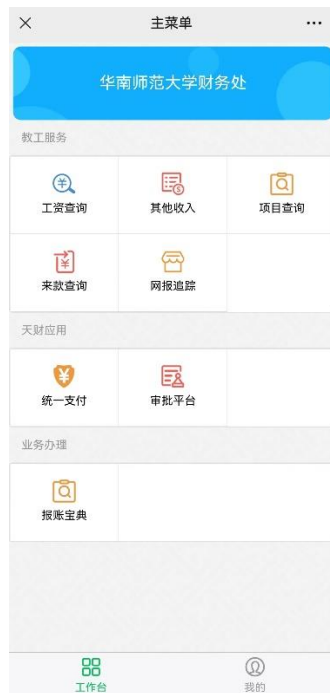 主菜单
华南师范大学财务处
教工服务
工资查询 其他收入 项目查询
来款查询 网报追踪
天财应用
统一支付 审批平台
业务办理
报账宝典
工作台 我的